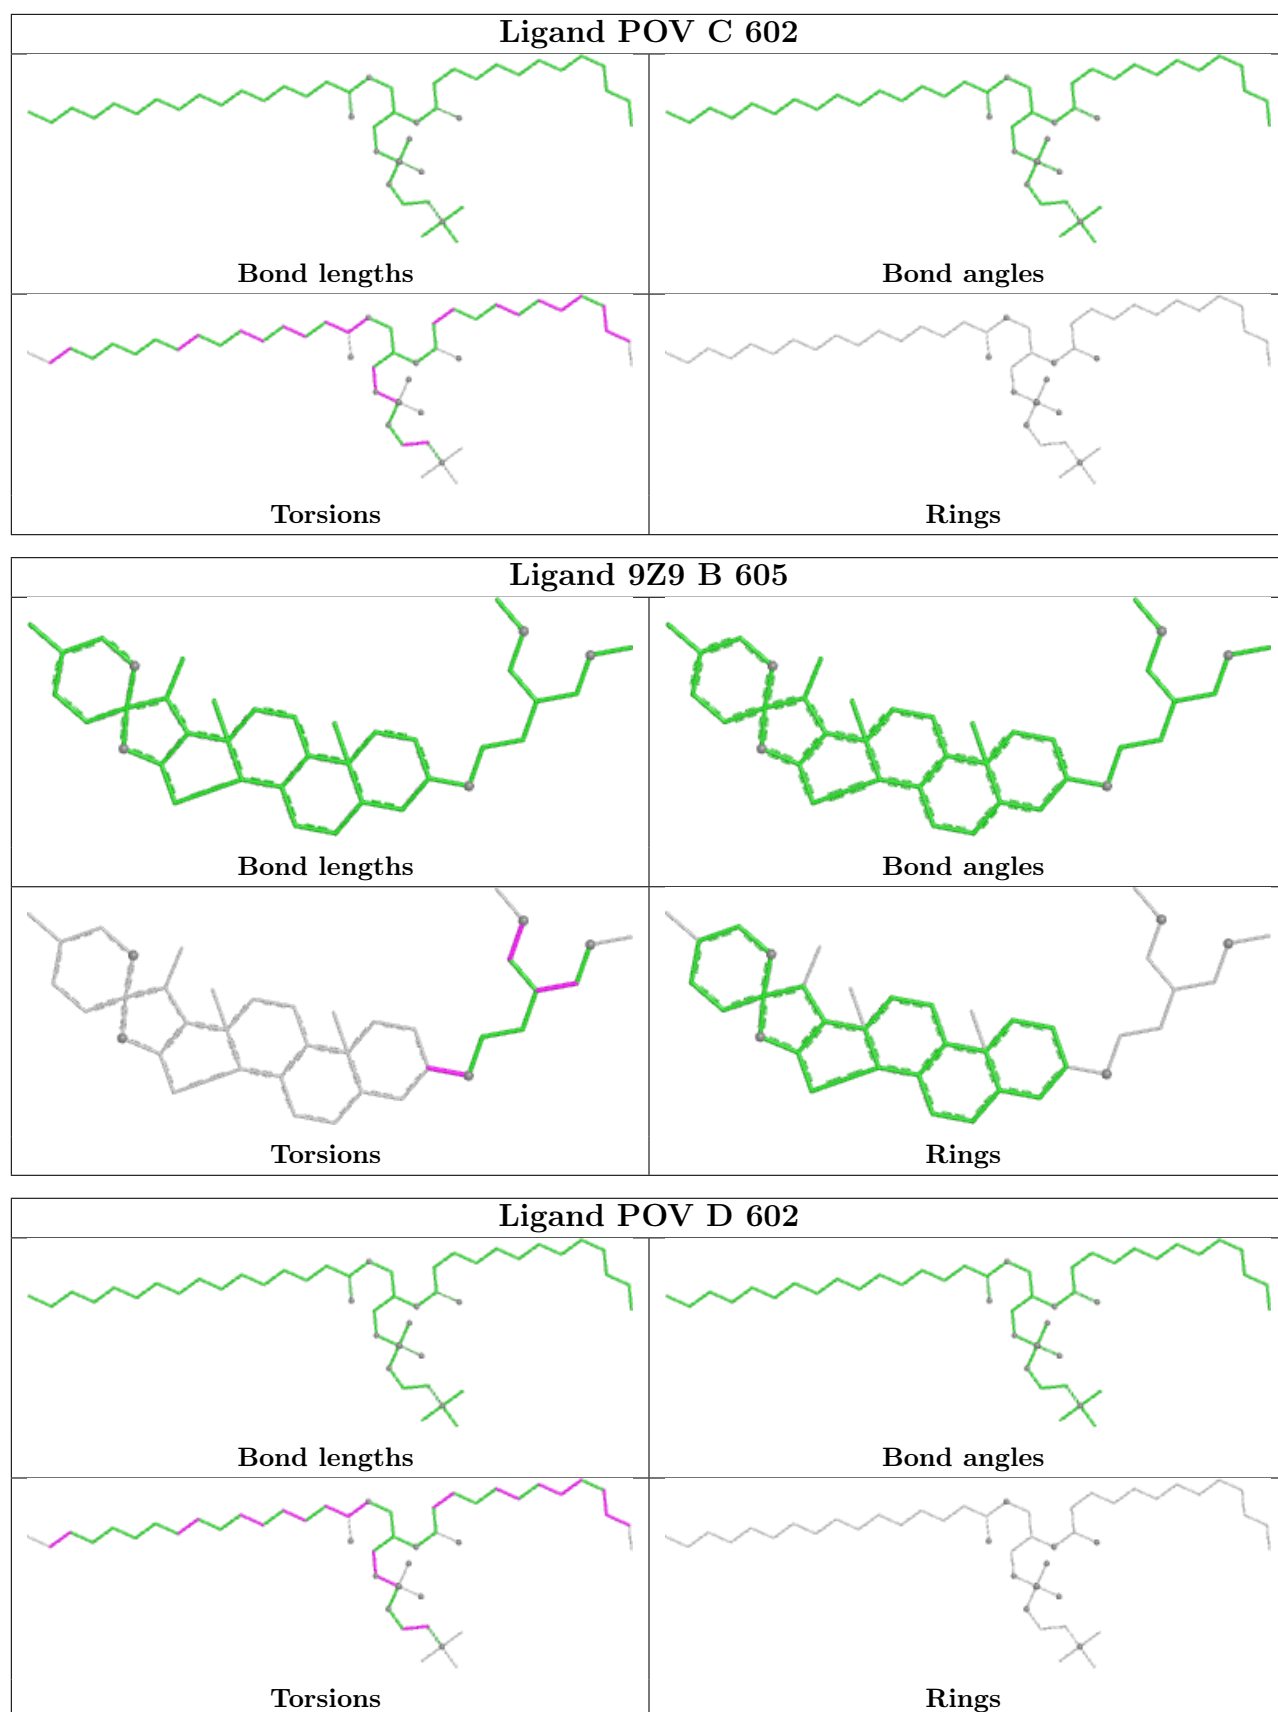 Ligand POV C 602
Bond lengths
Bond angles
Torsions
Rings
Ligand 9Z9 B 605
Bond lengths
Bond angles
Torsions
Rings
Ligand POV D 602
Bond lengths
Bond angles
Torsions
Rings